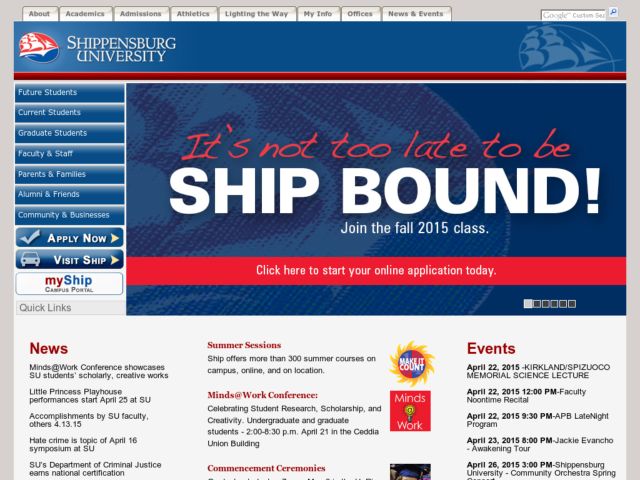 About Academics Admissions Athletics Lighting the Way My Info Offices News & Events
Google™ Custom Sea
SHIPPENSBURG
UNIVERSITY
Future Students
Current Students
Graduate Students
Faculty & Staff
Parents & Families
Alumni & Friends
Community & Businesses
APPLY NOW
VISIT SHIP
myShip
CAMPUS PORTAL
Quick Links
It's not too late to be
SHIP BOUND!
Join the fall 2015 class.
Click here to start your online application today.
News
Minds@Work Conference showcases
SU students' scholarly, creative works
Little Princess Playhouse
performances start April 25 at SU
Accomplishments by SU faculty,
others 4.13.15
Hate crime is topic of April 16
symposium at SU
SU's Department of Criminal Justice
earns national certification
Summer Sessions
Ship offers more than 300 summer courses on
campus, online, and on location.
MAKE IT
COUNT
Minds@Work Conference:
Celebrating Student Research, Scholarship, and
Creativity. Undergraduate and graduate
students - 2:00-8:30 p.m. April 21 in the Ceddia
Union Building
Minds
@Work
Commencement Ceremonies
Events
April 22, 2015 -KIRKLAND/SPIZUOCO
MEMORIAL SCIENCE LECTURE
April 22, 2015 12:00 PM-Faculty
Noontime Recital
April 22, 2015 9:30 PM-APB LateNight
Program
April 23, 2015 8:00 PM-Jackie Evancho -
Awakening Tour
April 26, 2015 3:00 PM-Shippensburg
University - Community Orchestra Spring